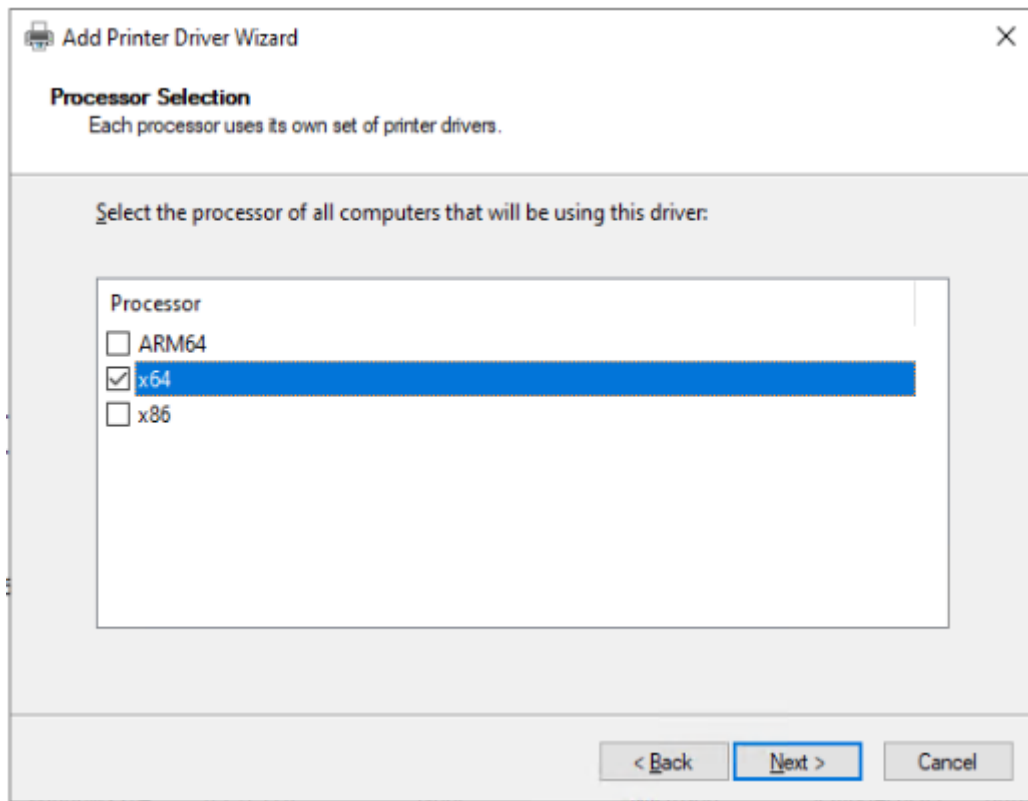 Add Printer Driver Wizard
Processor Selection
Each processor uses its own set of printer drivers.
Select the processor of all computers that will be using this driver:
Processor
ARM64
x64
x86
< Back
Next >
Cancel